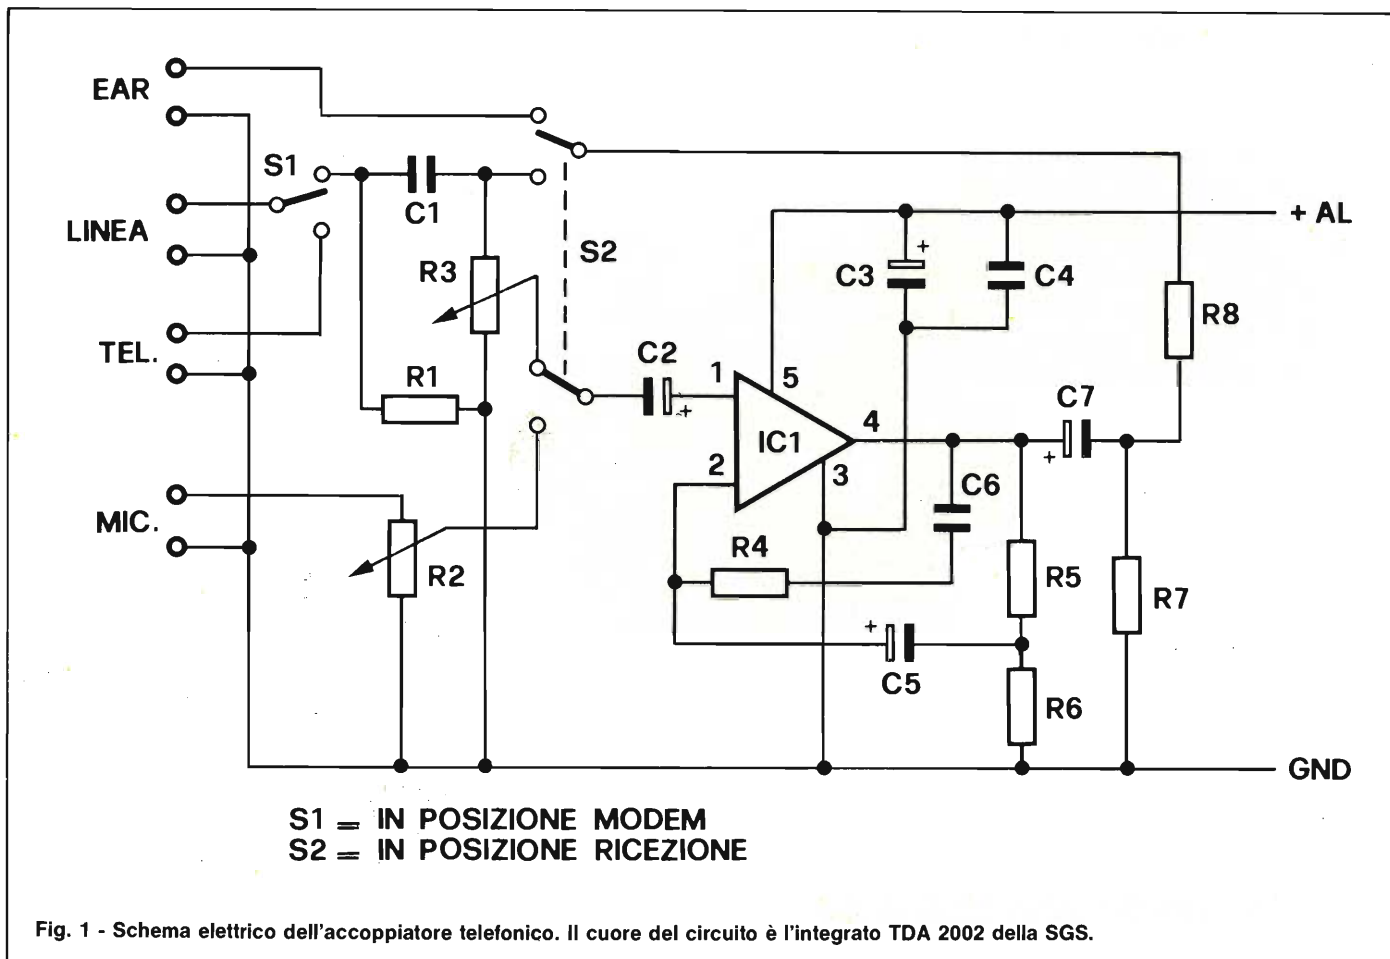 EAR
S1
C1
LINEA
R3
S2
+ AL
+
C3
C4
R8
TEL.
R1
C2
+
1
5
IC1
4
C7
+
2
3
C6
MIC.
R2
R4
R5
R7
+
C5
R6
GND
S1 = IN POSIZIONE MODEM
S2 = IN POSIZIONE RICEZIONE
Fig. 1 - Schema elettrico dell'accoppiatore telefonico. Il cuore del circuito è l'integrato TDA 2002 della SGS.